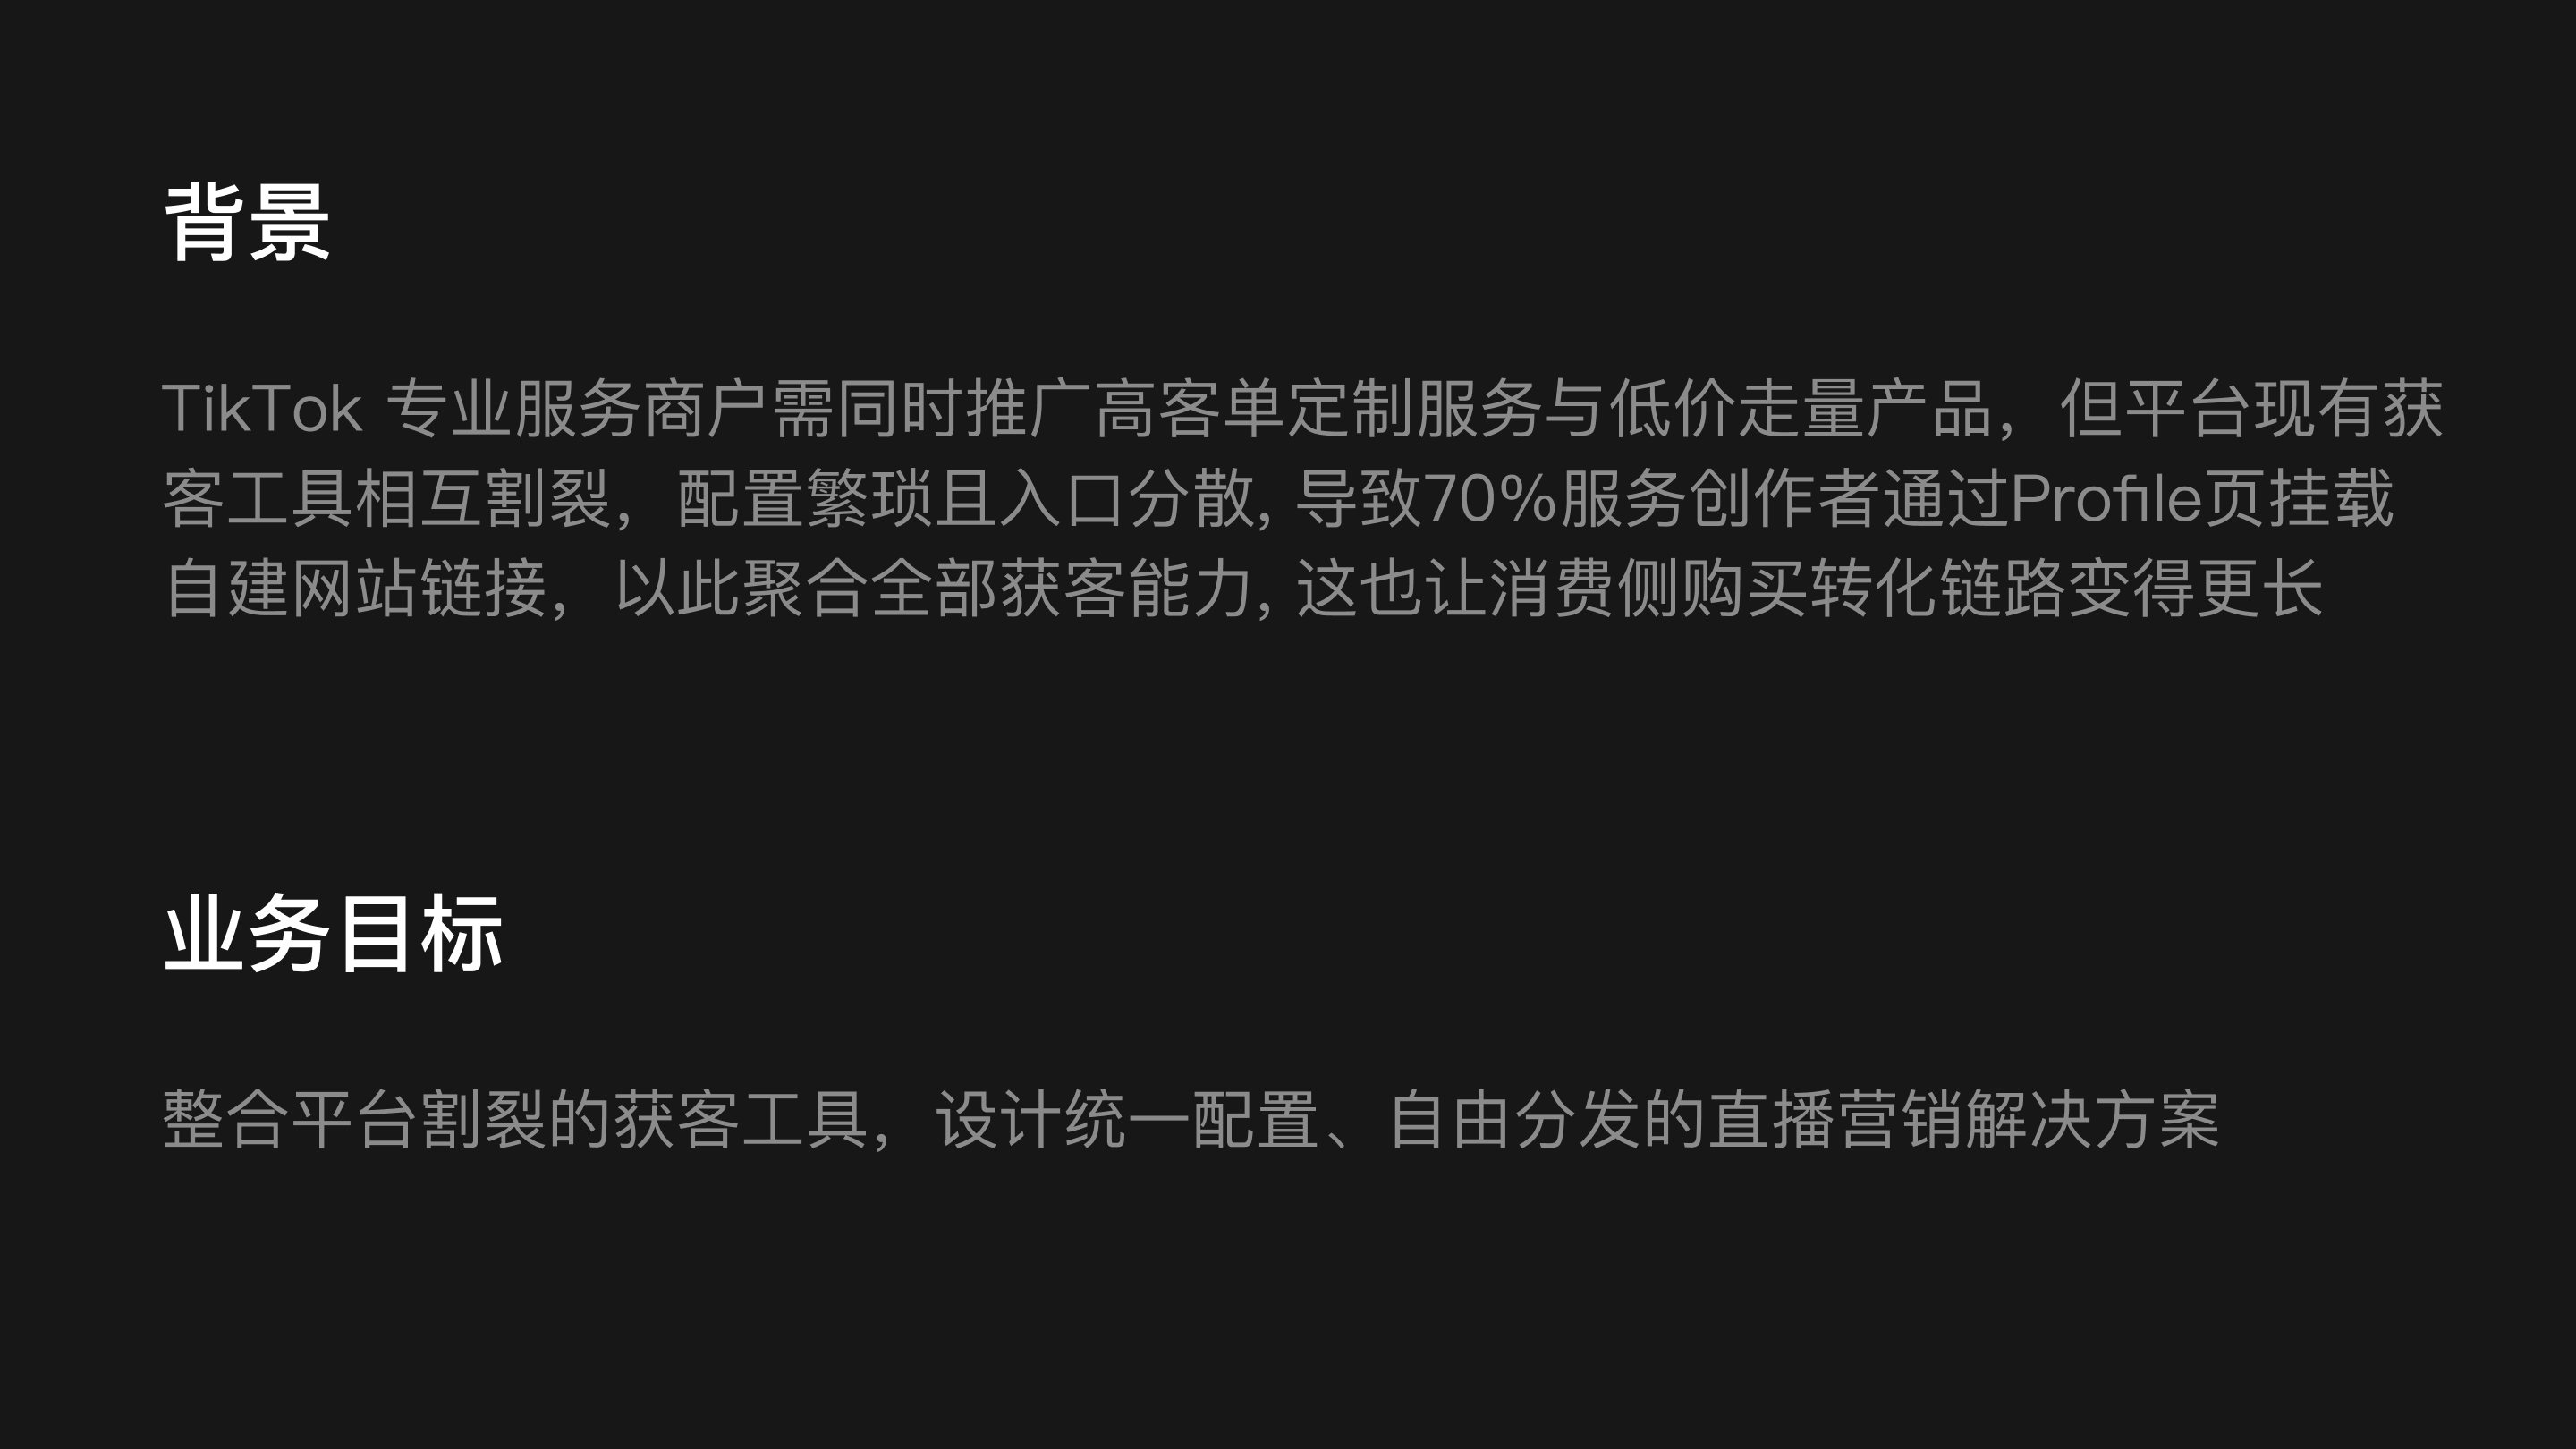 背景
TikTok 专业服务商户需同时推广高客单定制服务与低价走量产品，但平台现有获
客工具相互割裂，配置繁琐且入口分散, 导致70%服务创作者通过Profile页挂载
自建网站链接，以此聚合全部获客能力, 这也让消费侧购买转化链路变得更长
业务目标
整合平台割裂的获客工具，设计统一配置、自由分发的直播营销解决方案